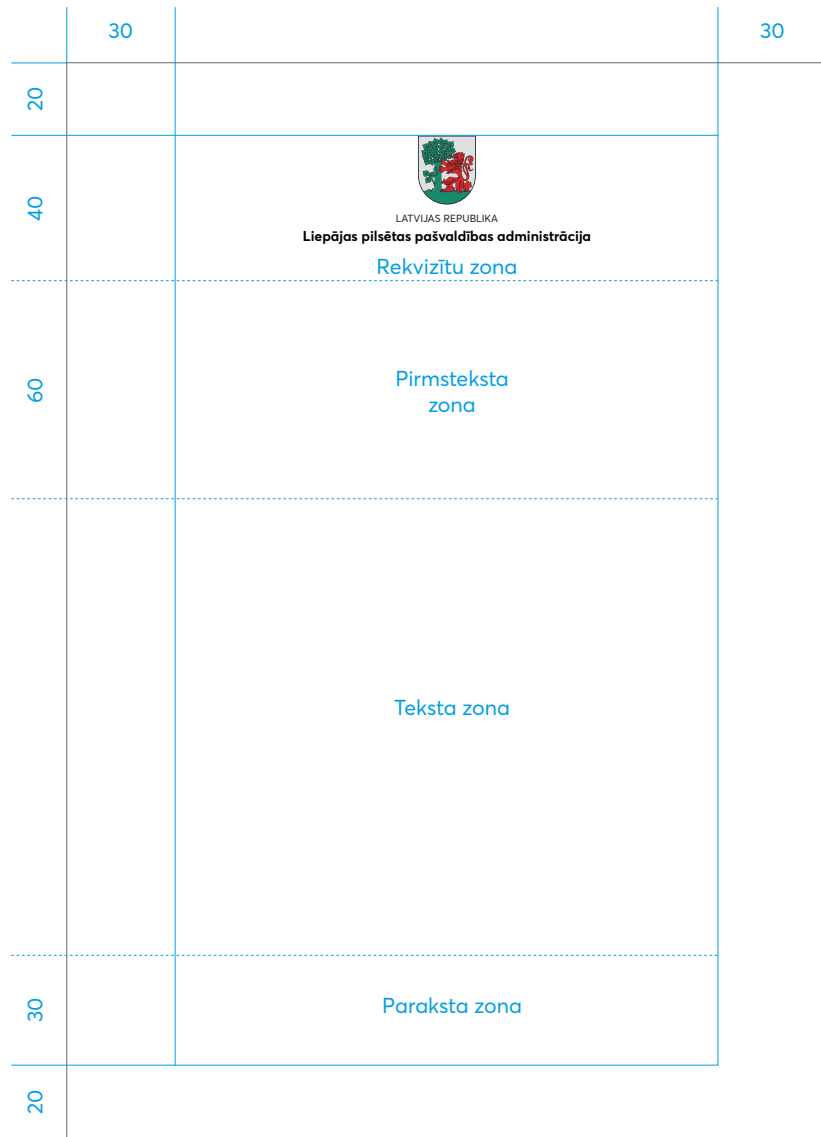 30
30
20
40
LATVIJAS REPUBLIKA
Liepājas pilsētas pašvaldības administrācija
Rekvizītu zona
60
Pirmsteksta
zona
Teksta zona
30
Paraksta zona
20